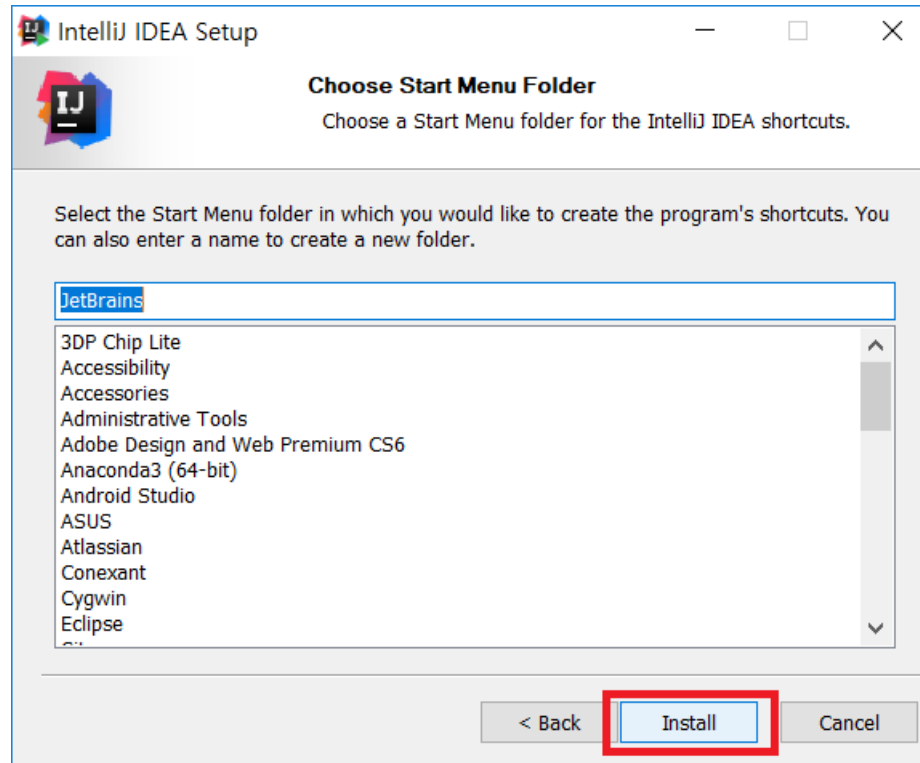 IntelliJ IDEA Setup
IJ
Choose Start Menu Folder
Choose a Start Menu folder for the IntelliJ IDEA shortcuts.
Select the Start Menu folder in which you would like to create the program's shortcuts. You
can also enter a name to create a new folder.
JetBrains
3DP Chip Lite
Accessibility
Accessories
Administrative Tools
Adobe Design and Web Premium CS6
Anaconda3 (64-bit)
Android Studio
ASUS
Atlassian
Conexant
Cygwin
Eclipse
< Back Install Cancel